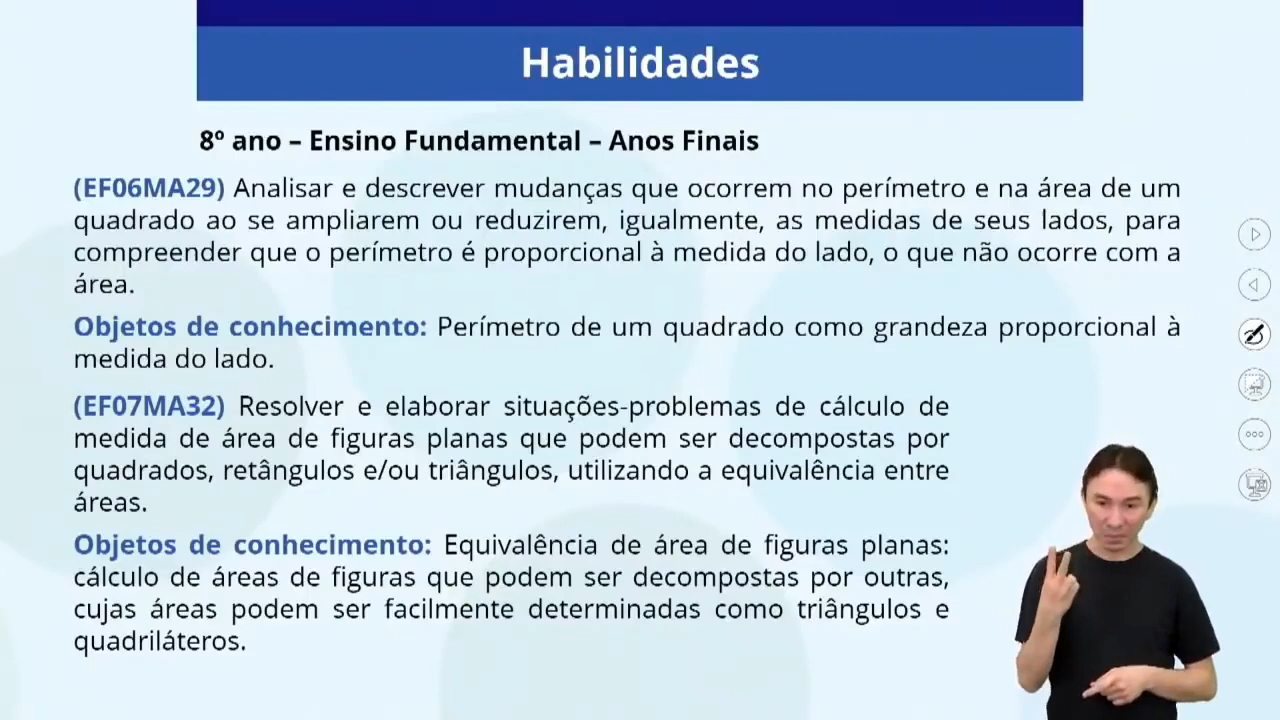 Habilidades
8º ano – Ensino Fundamental – Anos Finais
(EF06MA29) Analisar e descrever mudanças que ocorrem no perímetro e na área de um
quadrado ao se ampliarem ou reduzirem, igualmente, as medidas de seus lados, para
compreender que o perímetro é proporcional à medida do lado, o que não ocorre com a
área.
Objetos de conhecimento: Perímetro de um quadrado como grandeza proporcional à
medida do lado.
(EF07MA32) Resolver e elaborar situações-problemas de cálculo de
medida de área de figuras planas que podem ser decompostas por
quadrados, retângulos e/ou triângulos, utilizando a equivalência entre
áreas.
Objetos de conhecimento: Equivalência de área de figuras planas:
cálculo de áreas de figuras que podem ser decompostas por outras,
cujas áreas podem ser facilmente determinadas como triângulos e
quadriláteros.